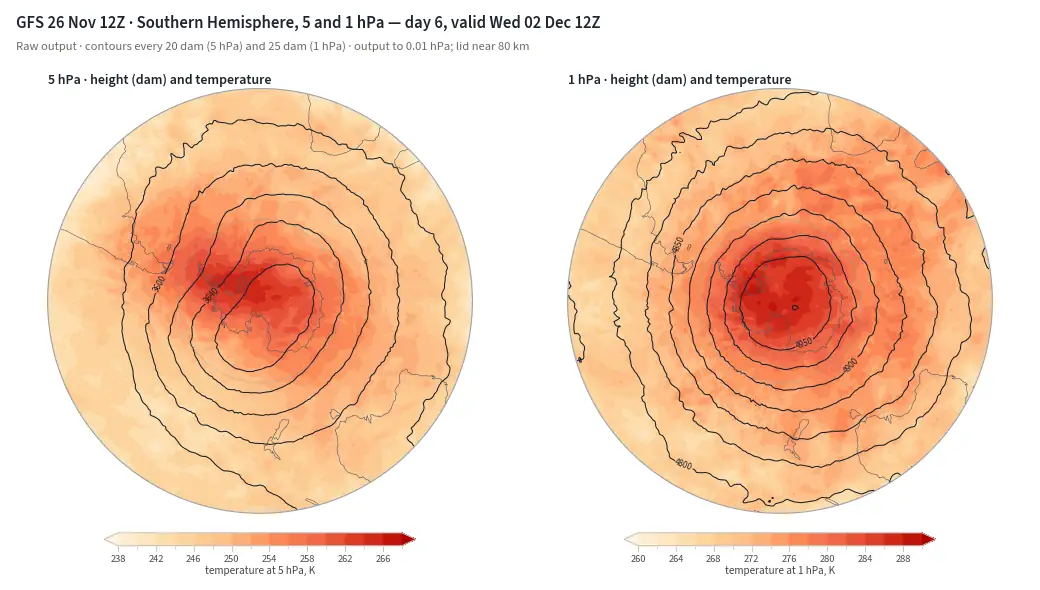 GFS 26 Nov 12Z · Southern Hemisphere, 5 and 1 hPa — day 6, valid Wed 02 Dec 12Z
Raw output · contours every 20 dam (5 hPa) and 25 dam (1 hPa) · output to 0.01 hPa; lid near 80 km
5 hPa · height (dam) and temperature
1 hPa · height (dam) and temperature
3600
4850
4950
4900
4800
238 242 246 250 254 258 262 266
temperature at 5 hPa, K
260 264 268 272 276 280 284 288
temperature at 1 hPa, K